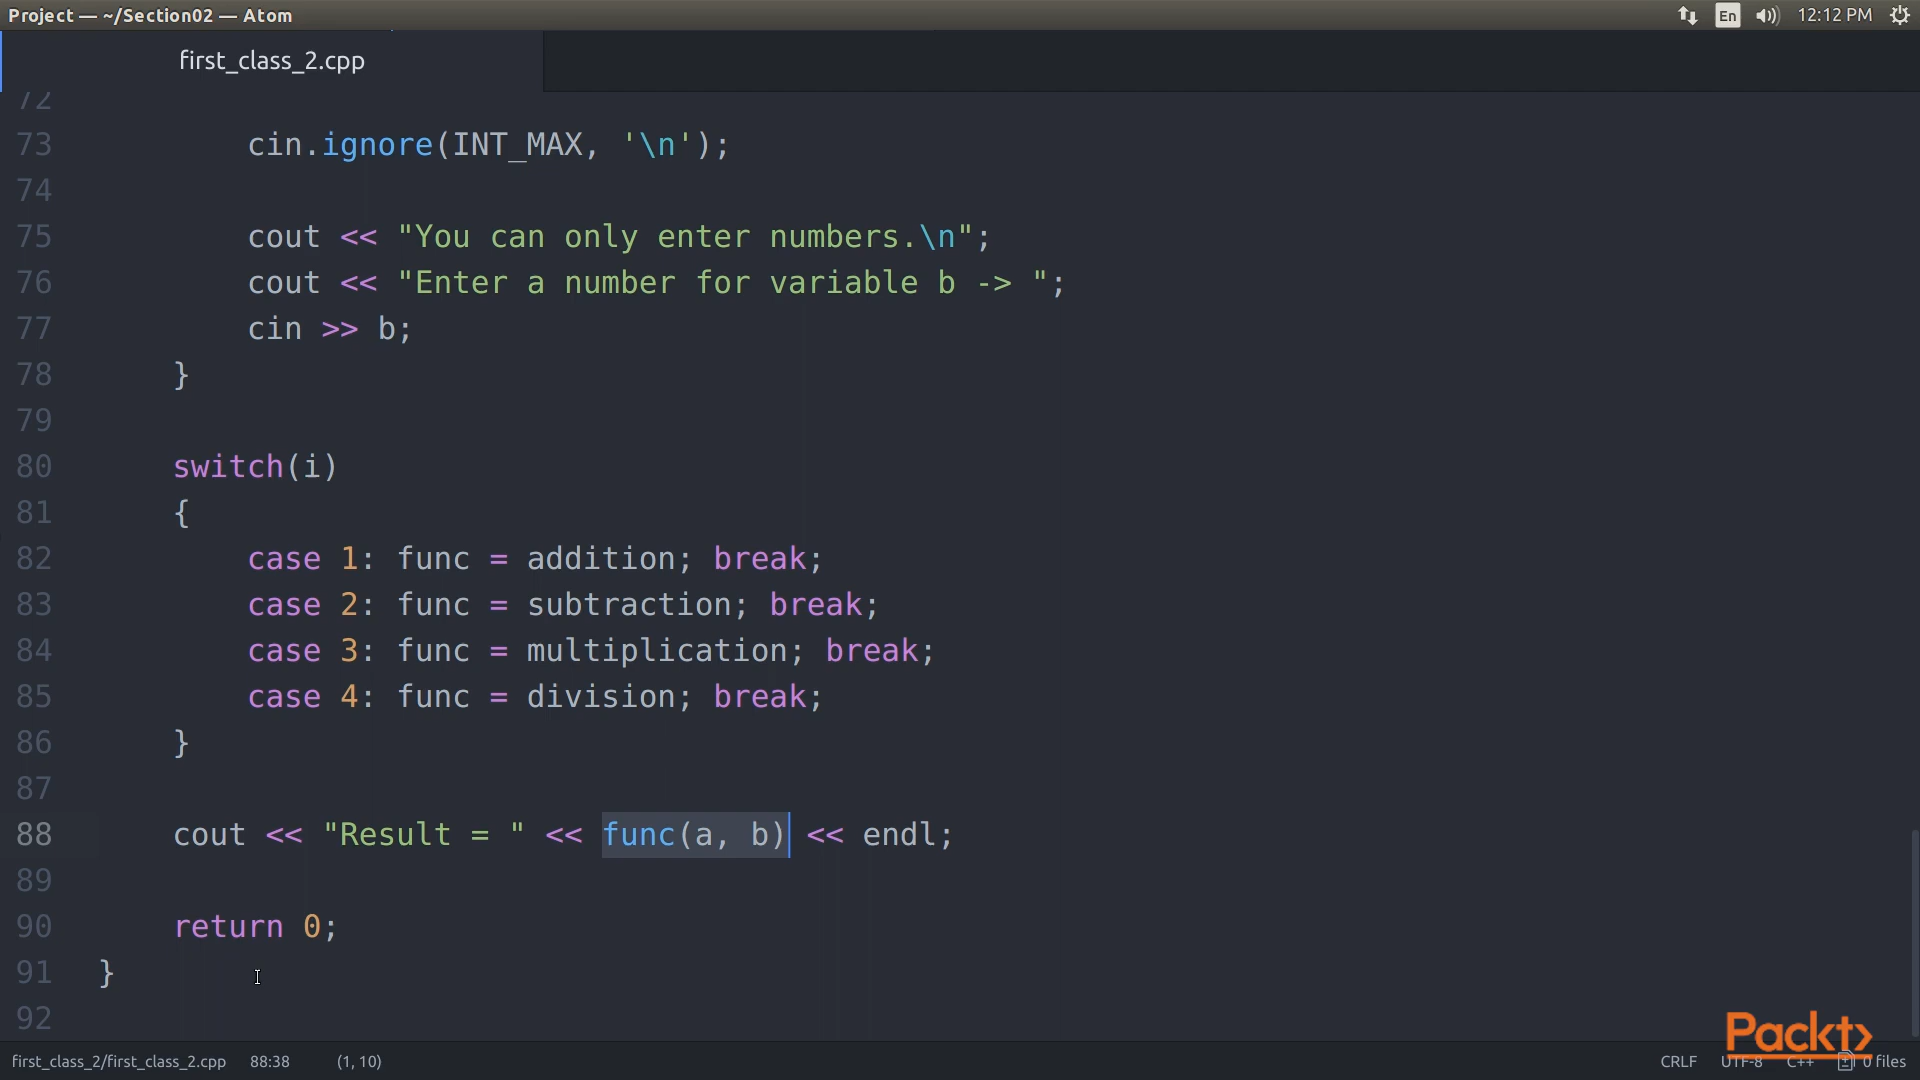 Project — ~/Section02 — Atom
En
12:12 PM
first_class_2.cpp
72
73 cin.ignore(INT_MAX, '\n');
74
75 cout << "You can only enter numbers.\n";
76 cout << "Enter a number for variable b -> ";
77 cin >> b;
78 }
79
80 switch(i)
81 {
82 case 1: func = addition; break;
83 case 2: func = subtraction; break;
84 case 3: func = multiplication; break;
85 case 4: func = division; break;
86 }
87
88 cout << "Result = " << func(a, b) << endl;
89
90 return 0;
91 }
92
Packt>
first_class_2/first_class_2.cpp 88:38 (1, 10)
CRLF UTF-8 C++ 0 files